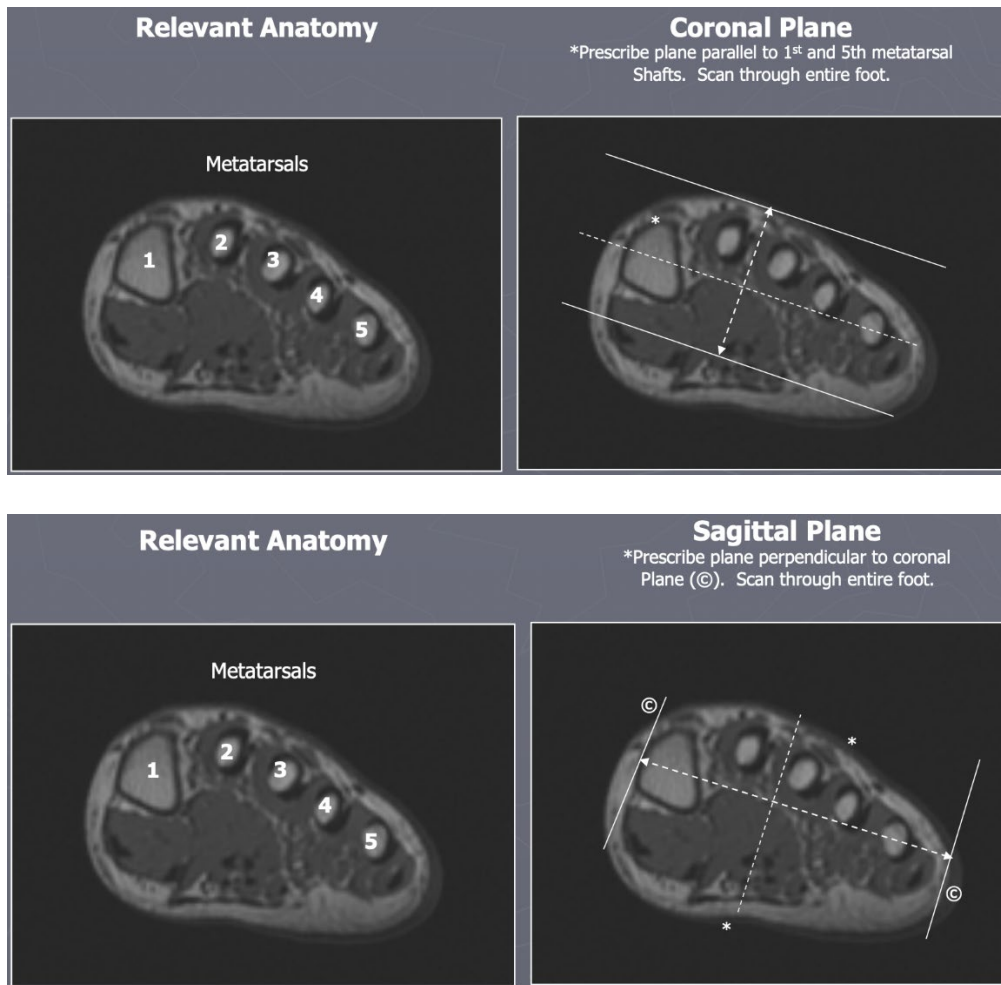 Relevant Anatomy
Metatarsals
1
2
3
4
5
Coronal Plane
*Prescribe plane parallel to 1st and 5th metatarsal
Shafts. Scan through entire foot.
*
Relevant Anatomy
Metatarsals
1
2
3
4
5
Sagittal Plane
*Prescribe plane perpendicular to coronal
Plane (©). Scan through entire foot.
©
*
©
*